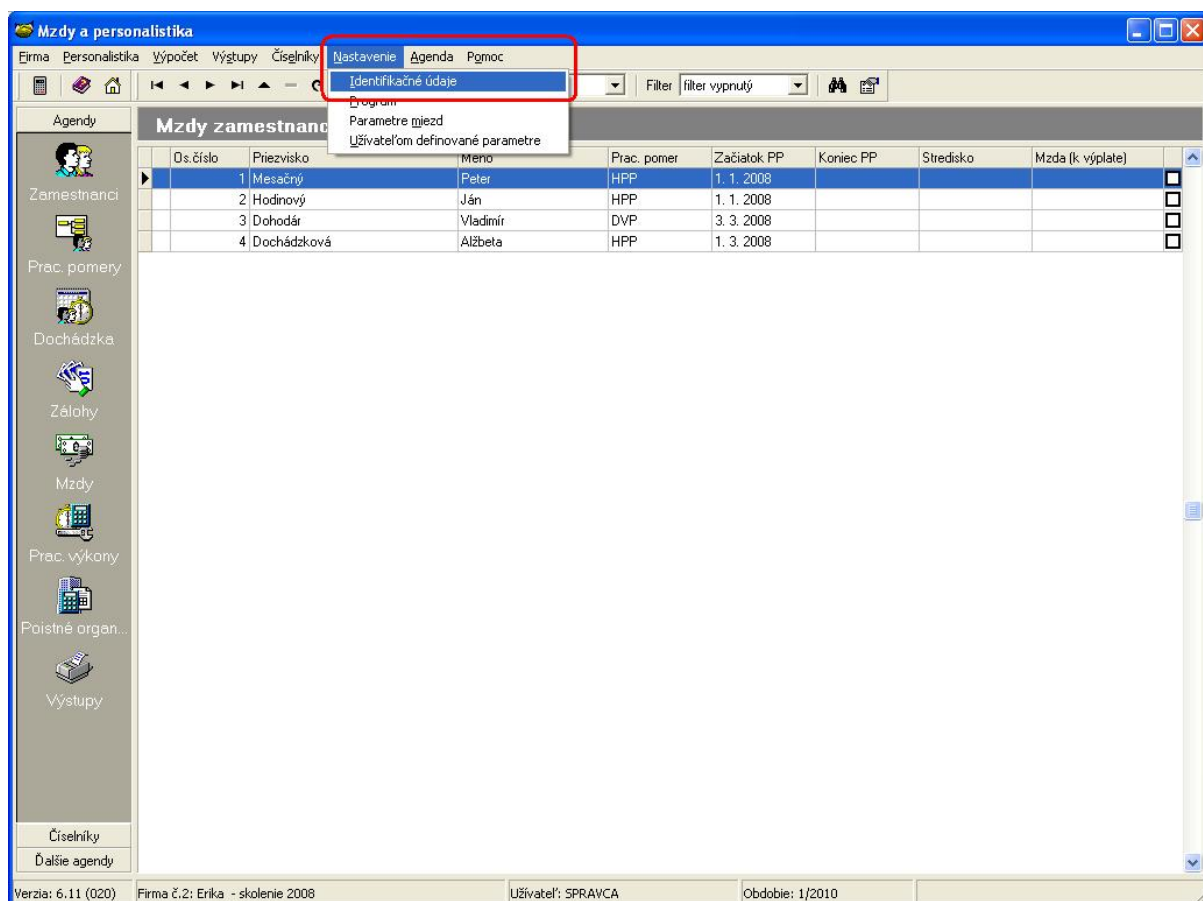 Mzdy a personalistika
Firma Personalistika Výpočet Výstupy Číselníky Nastavenie Agenda Pomoc
Filter filter vypnutý
Identifikačné údaje
Program
Parametre miezd
Užívateľom definované parametre
Agendy
Mzdy zamestnanc
Os.číslo Priezvisko Meno Prac. pomer Začiatok PP Koniec PP Stredisko Mzda (k výplate)
1 Mesačný Peter HPP 1. 1. 2008
2 Hodinový Ján HPP 1. 1. 2008
3 Dohodár Vladimír DVP 3. 3. 2008
4 Dochádzková Alžbeta HPP 1. 3. 2008
Zamestnanci
Prac. pomery
Dochádzka
Zálohy
Mzdy
Prac. výkony
Poistné organ...
Výstupy
Číselníky
Ďalšie agendy
Verzia: 6.11 (020) Firma č.2: Erika - skolenie 2008 Užívateľ: SPRAVCA Obdobie: 1/2010